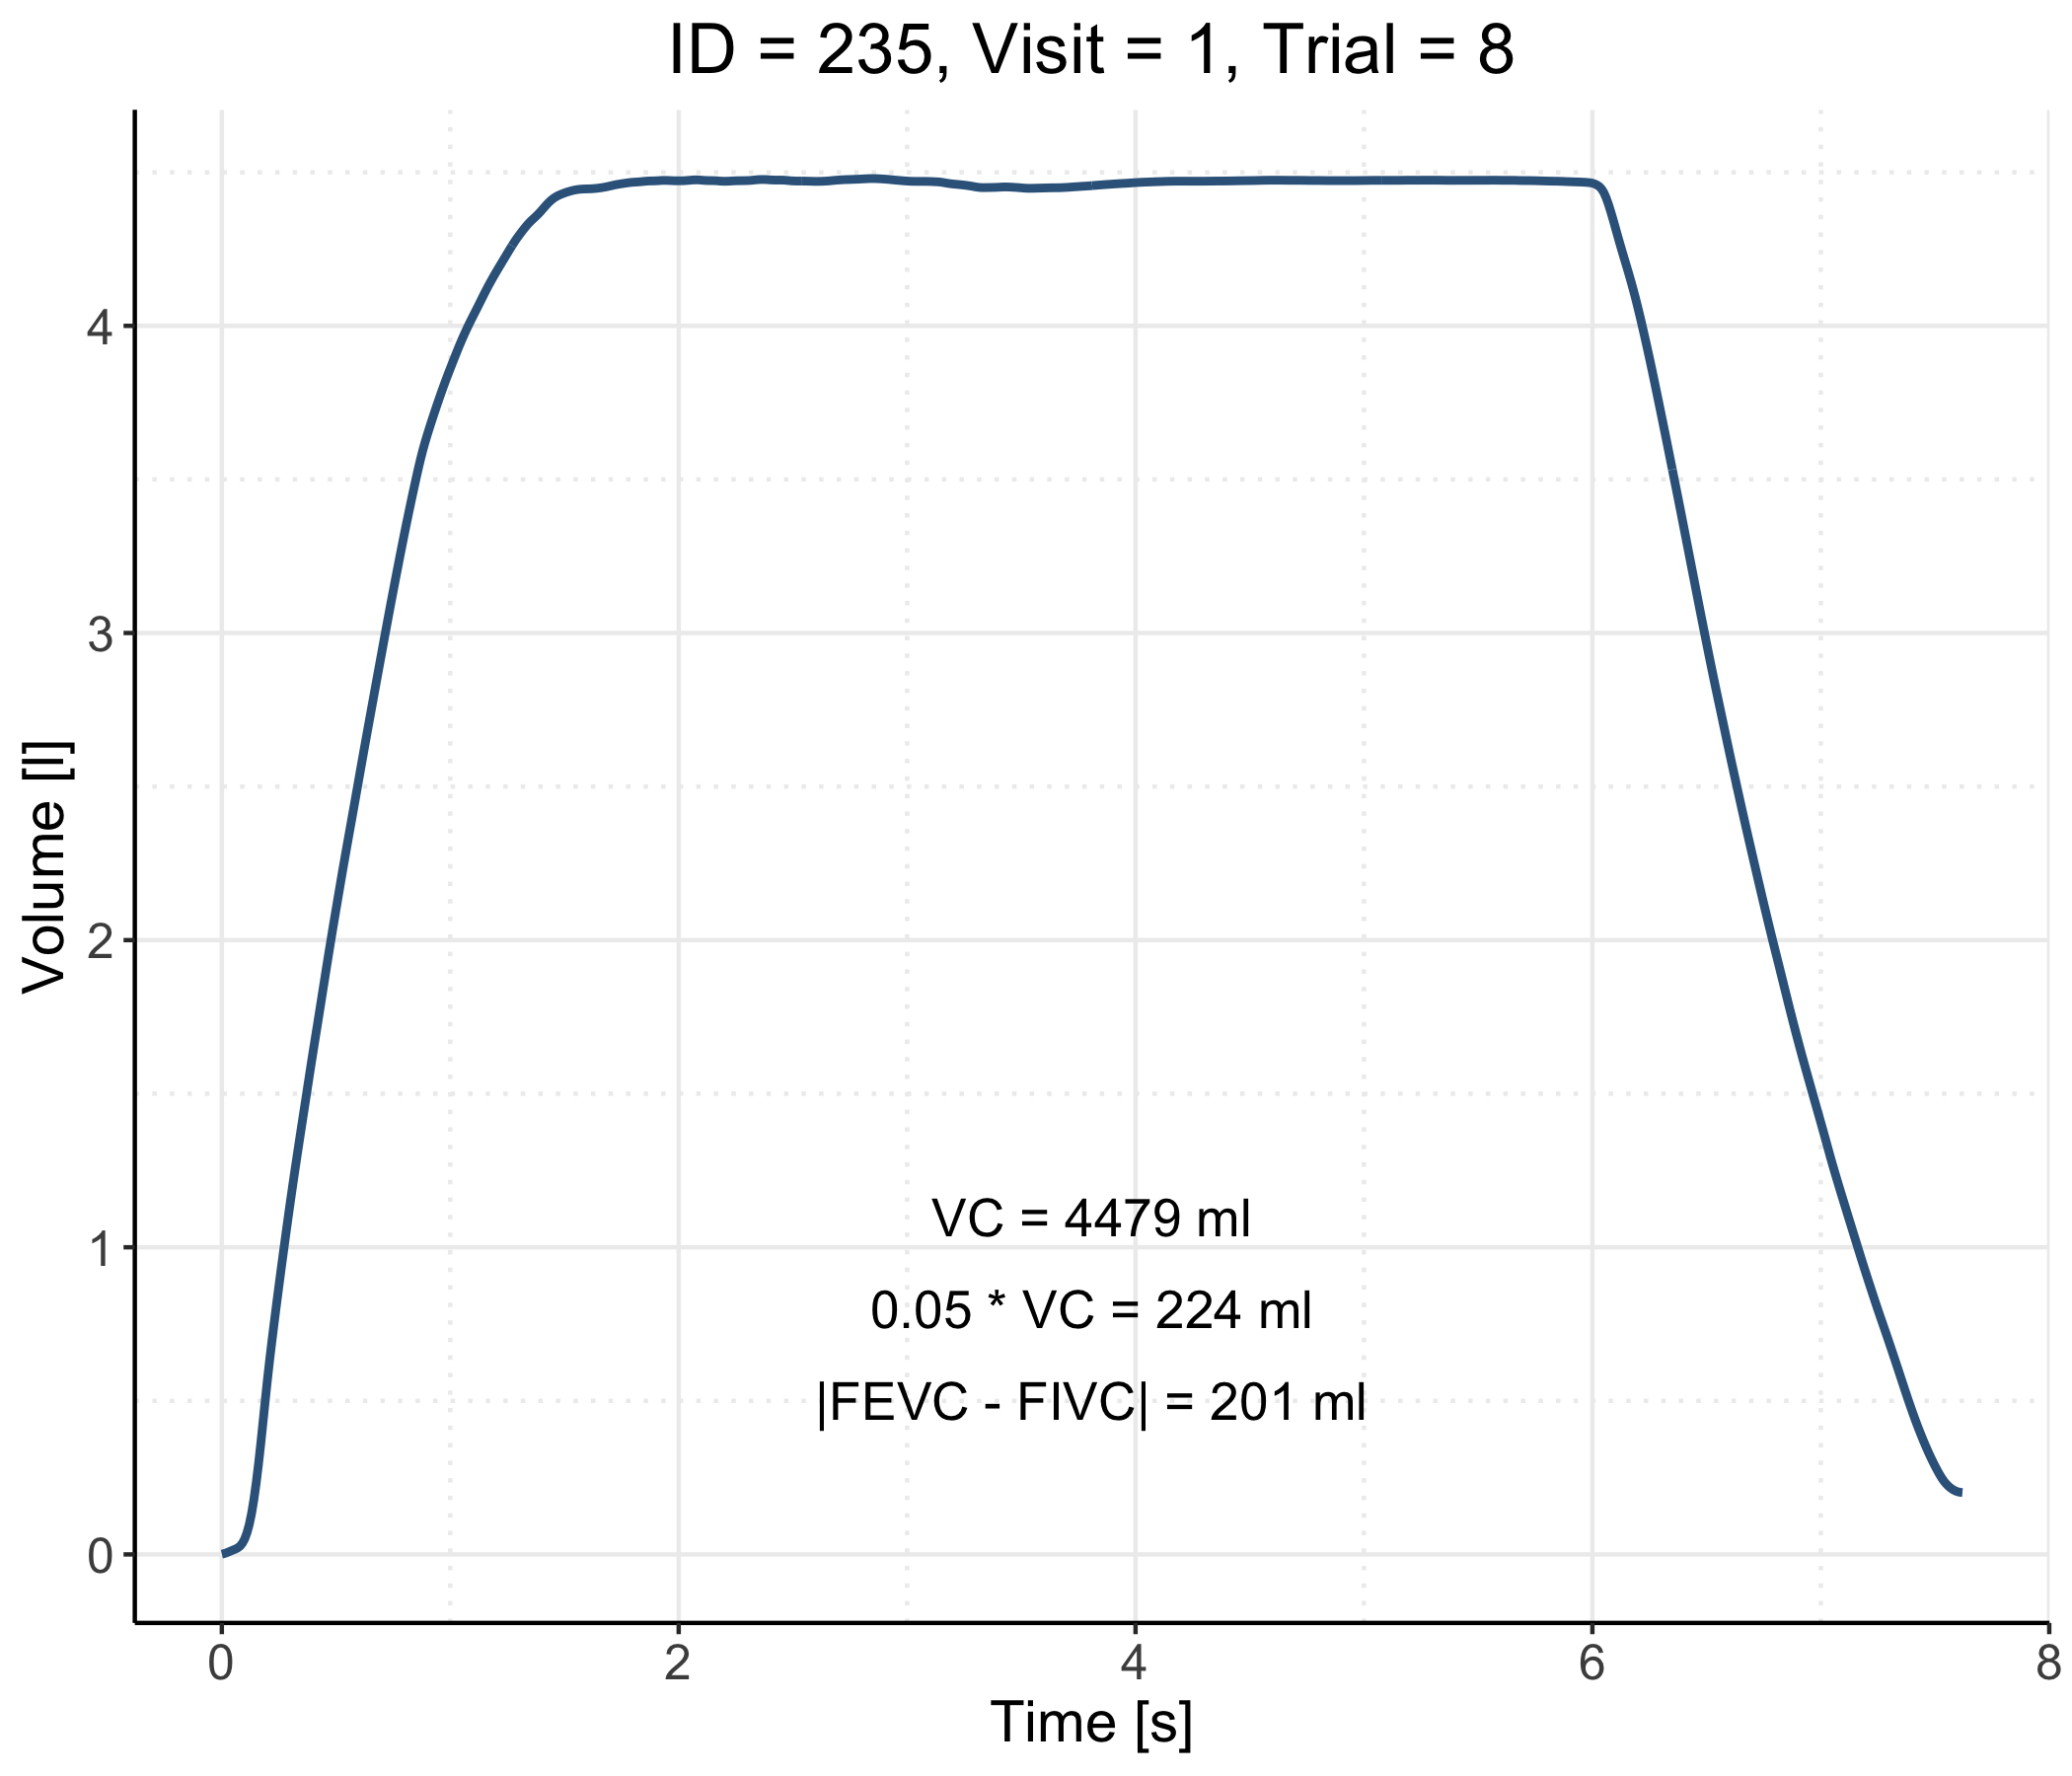 ID = 235, Visit = 1, Trial = 8
4
3
2
1
0
Volume [l]
VC = 4479 ml
0.05 * VC = 224 ml
|FEVC - FIVC| = 201 ml
0 2 4 6 8
Time [s]